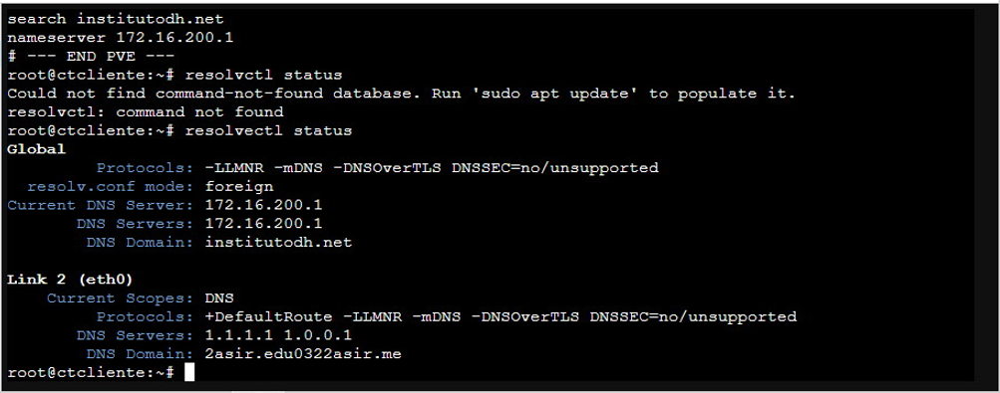 search institutodh.net
nameserver 172.16.200.1
# --- END PVE ---
root@ctcliente:~# resolvctl status
Could not find command-not-found database. Run 'sudo apt update' to populate it.
resolvctl: command not found
root@ctcliente:~# resolvectl status
Global
Protocols: -LLMNR -mDNS -DNSOverTLS DNSSEC=no/unsupported
resolv.conf mode: foreign
Current DNS Server: 172.16.200.1
DNS Servers: 172.16.200.1
DNS Domain: institutodh.net

Link 2 (eth0)
Current Scopes: DNS
Protocols: +DefaultRoute -LLMNR -mDNS -DNSOverTLS DNSSEC=no/unsupported
DNS Servers: 1.1.1.1 1.0.0.1
DNS Domain: 2asir.edu0322asir.me
root@ctcliente:~#